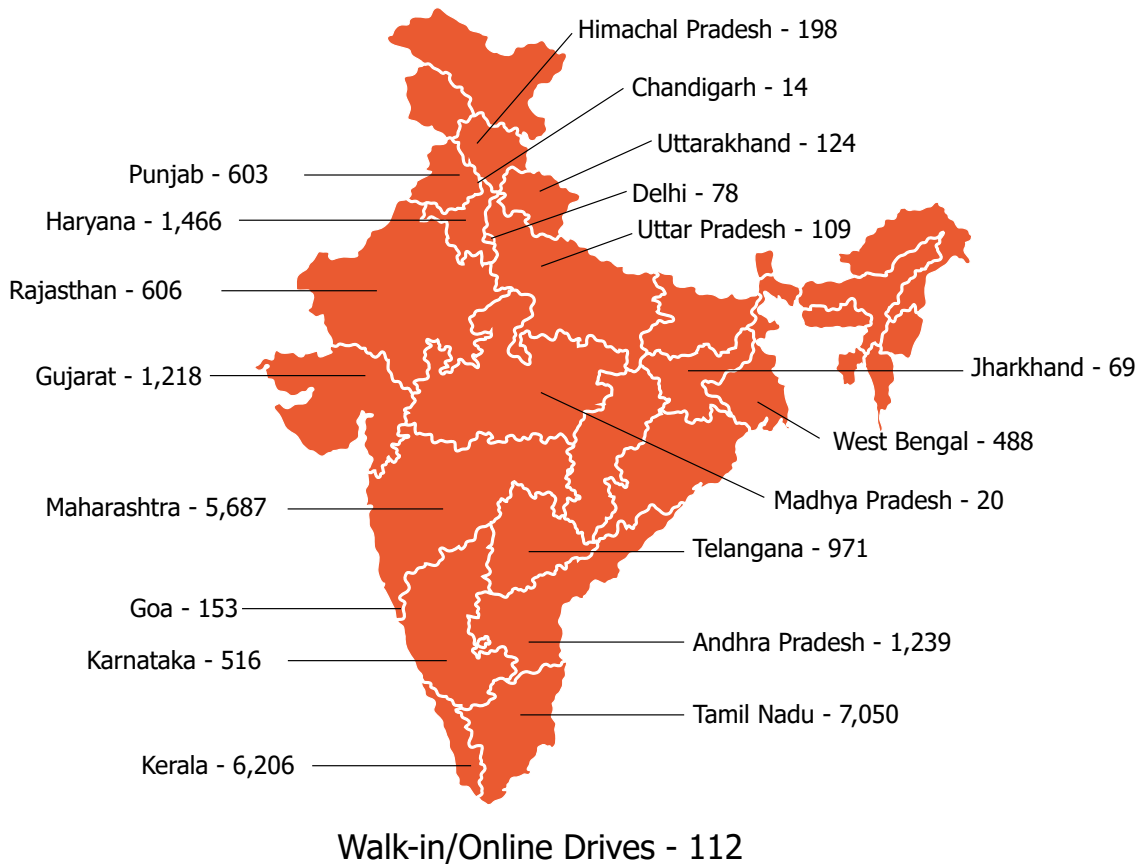 Himachal Pradesh - 198
Chandigarh - 14
Uttarakhand - 124
Punjab - 603
Delhi - 78
Haryana - 1,466
Uttar Pradesh - 109
Rajasthan - 606
Jharkhand - 69
Gujarat - 1,218
West Bengal - 488
Madhya Pradesh - 20
Maharashtra - 5,687
Telangana - 971
Goa - 153
Andhra Pradesh - 1,239
Karnataka - 516
Tamil Nadu - 7,050
Kerala - 6,206
Walk-in/Online Drives - 112